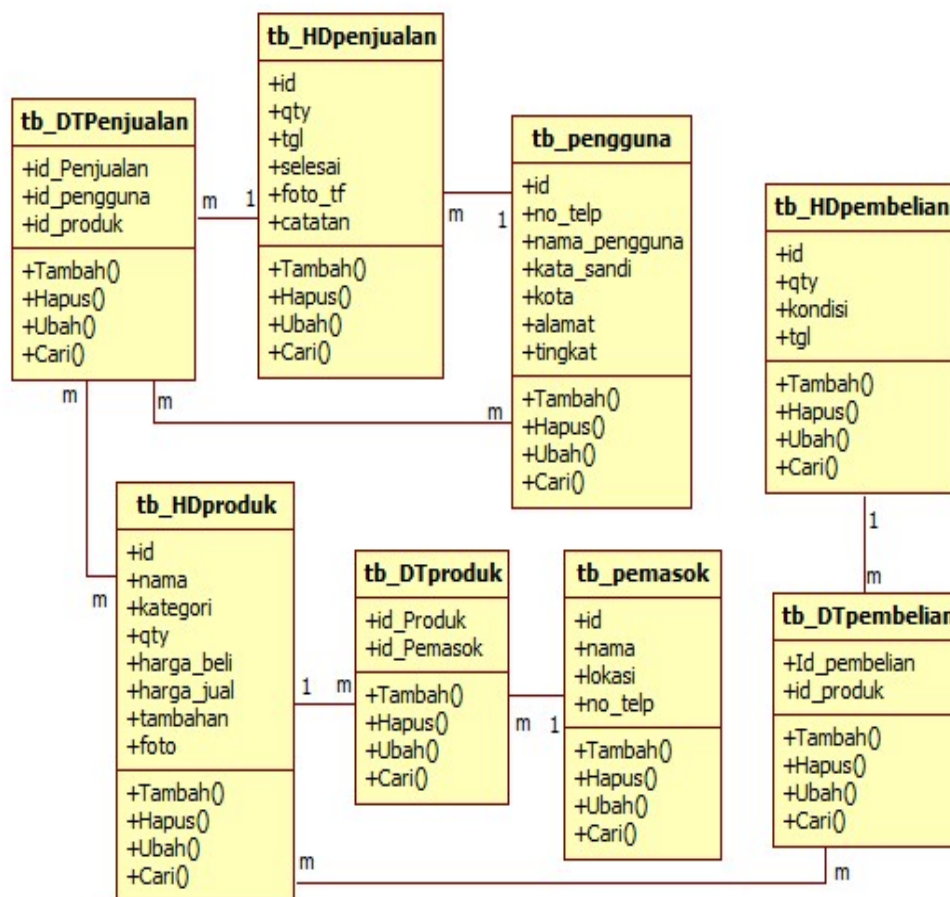 tb_HDpenjualan
+id
+qty
+tgl
+selesai
+foto_tf
+catatan
+Tambah()
+Hapus()
+Ubah()
+Cari()
tb_DTPenjualan
+id_Penjualan
+id_pengguna
+id_produk
+Tambah()
+Hapus()
+Ubah()
+Cari()
m
1
m
1
tb_pengguna
+id
+no_telp
+nama_pengguna
+kata_sandi
+kota
+alamat
+tingkat
+Tambah()
+Hapus()
+Ubah()
+Cari()
tb_HDpembelian
+id
+qty
+kondisi
+tgl
+Tambah()
+Hapus()
+Ubah()
+Cari()
m
m
m
m
1
m
tb_HDproduk
+id
+nama
+kategori
+qty
+harga_beli
+harga_jual
+tambahan
+foto
+Tambah()
+Hapus()
+Ubah()
+Cari()
1
m
tb_DTproduk
+id_Produk
+id_Pemasok
+Tambah()
+Hapus()
+Ubah()
+Cari()
m
1
tb_pemasok
+id
+nama
+lokasi
+no_telp
+Tambah()
+Hapus()
+Ubah()
+Cari()
tb_DTpembelian
+Id_pembelian
+id_produk
+Tambah()
+Hapus()
+Ubah()
+Cari()
m
m